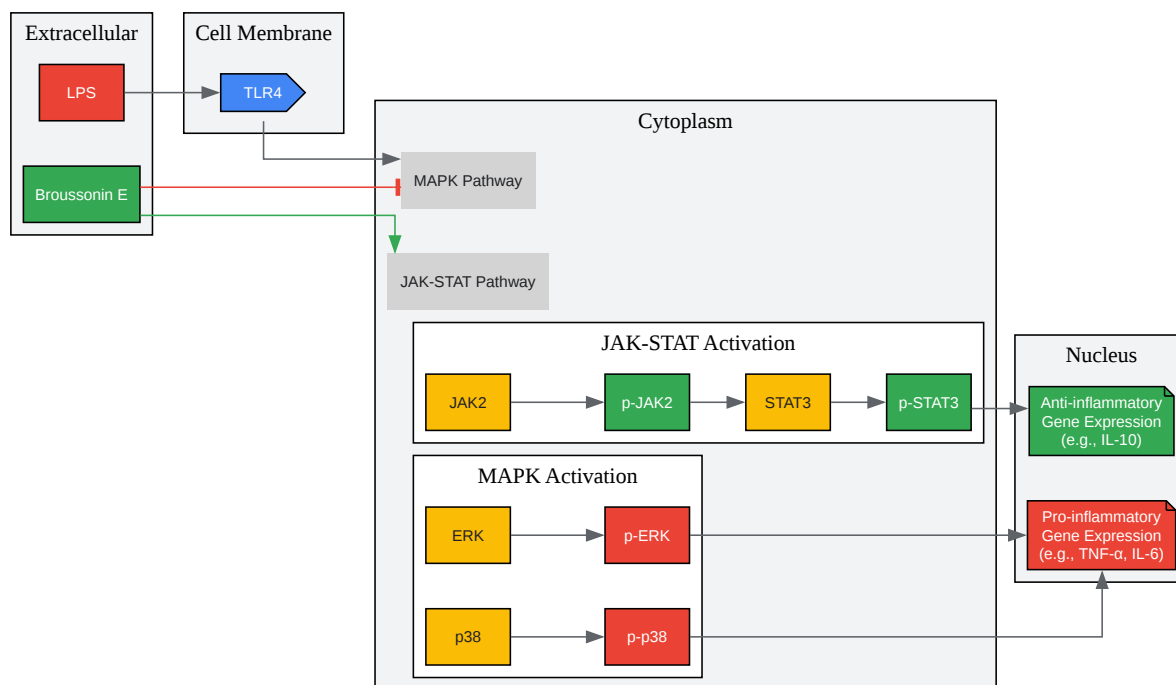 Extracellular
Cell Membrane
LPS
TLR4
Cytoplasm
MAPK Pathway
Broussonin E
JAK-STAT Pathway
JAK-STAT Activation
Nucleus
JAK2
p-JAK2
STAT3
p-STAT3
Anti-inflammatory
Gene Expression
(e.g., IL-10)
MAPK Activation
ERK
p-ERK
Pro-inflammatory
Gene Expression
(e.g., TNF-α, IL-6)
p38
p-p38